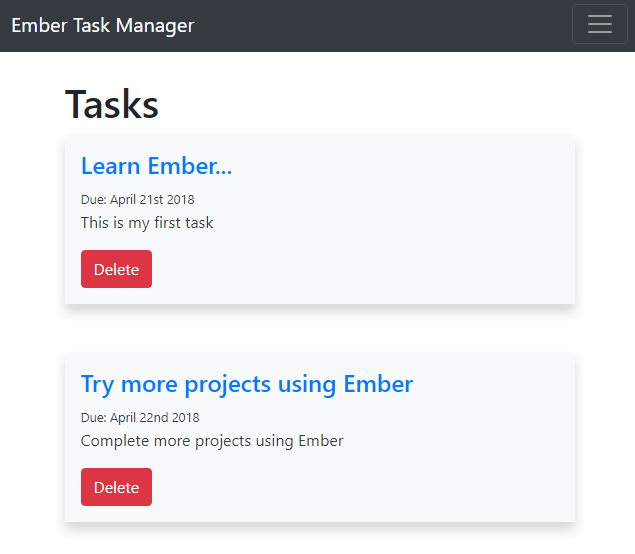 Ember Task Manager
Tasks
Learn Ember...
Due: April 21st 2018
This is my first task
Delete
Try more projects using Ember
Due: April 22nd 2018
Complete more projects using Ember
Delete